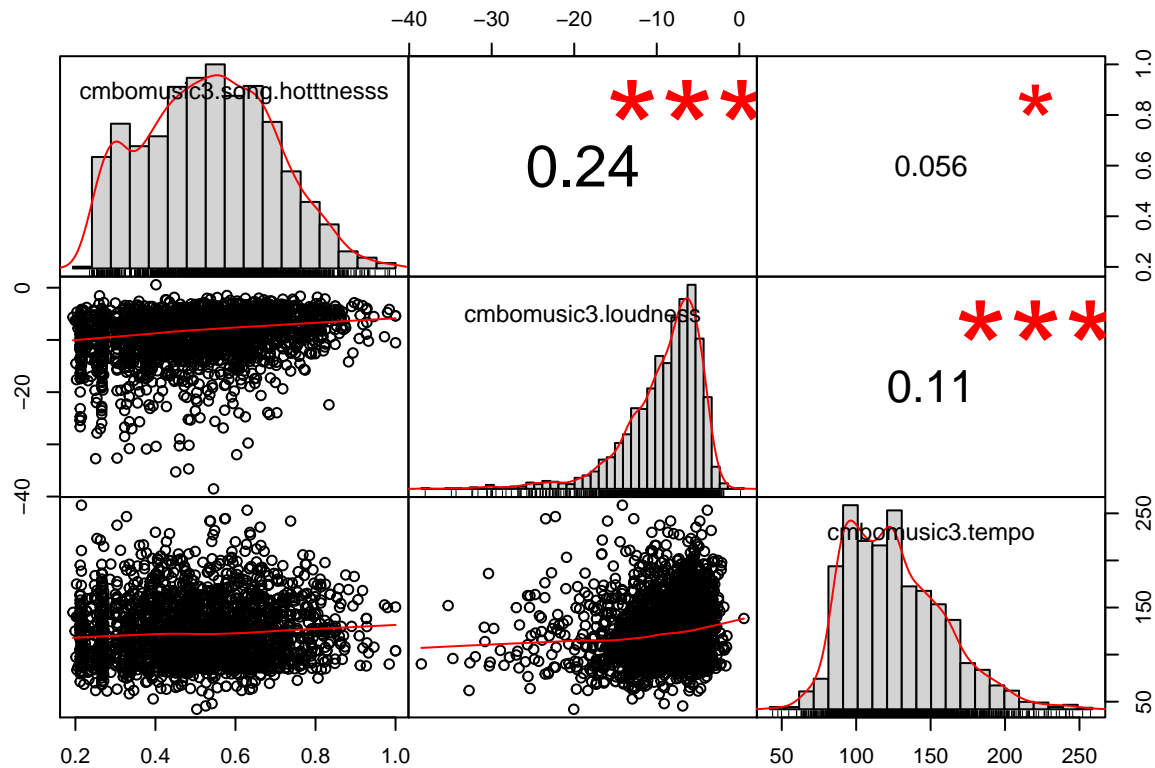 −40 −30 −20 −10 0
cmbomusic3.song.hotttnesss
***
0.24
*
0.056
0.2 0.4 0.6 0.8 1.0
−40 −20 0
cmbomusic3.loudness
***
0.11
cmbomusic3.tempo
50 150 250
0.2 0.4 0.6 0.8 1.0
50 100 150 200 250